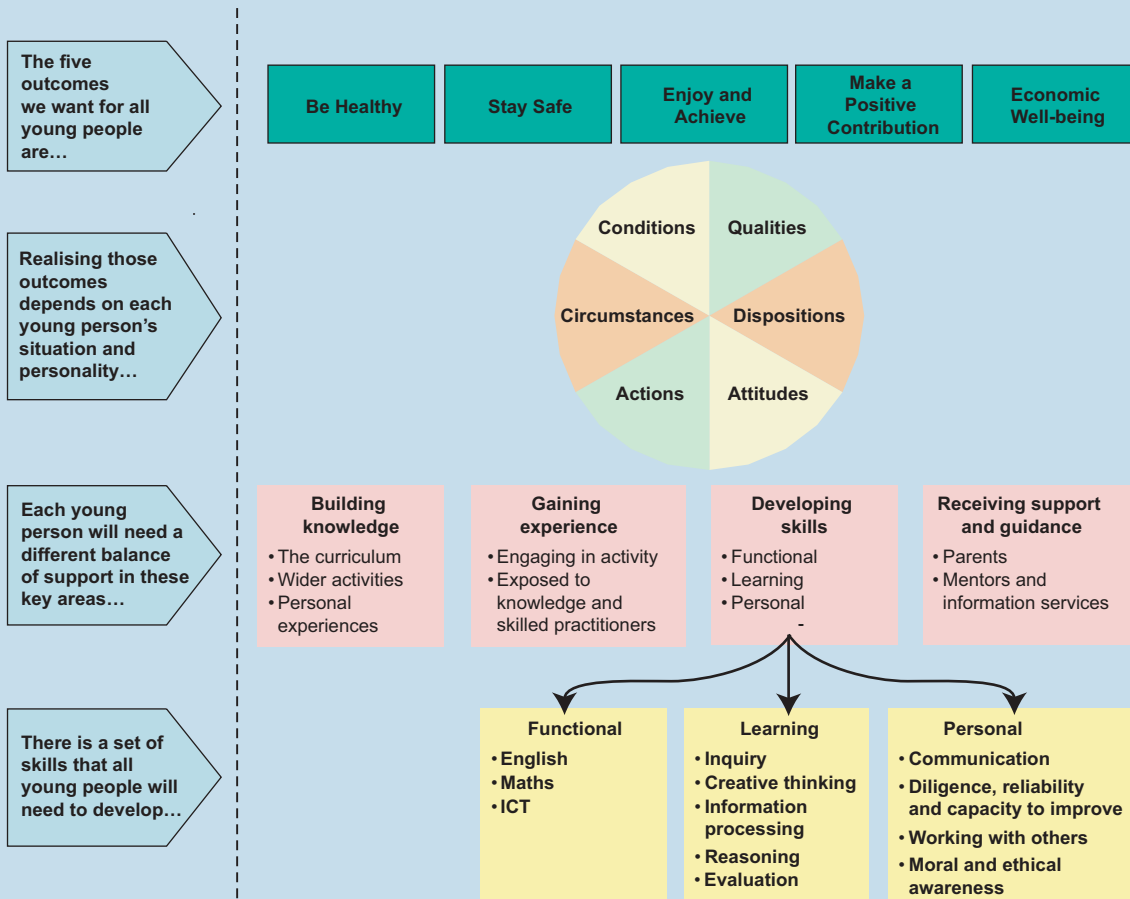 The five
outcomes
we want for all
young people
are…
Be Healthy
Stay Safe
Enjoy and
Achieve
Make a
Positive
Contribution
Economic
Well-being
Realising those
outcomes
depends on each
young person’s
situation and
personality…
Conditions
Qualities
Circumstances
Dispositions
Actions
Attitudes
Each young
person will need a
different balance
of support in these
key areas…
Building
knowledge
• The curriculum
• Wider activities
• Personal
experiences
Gaining
experience
• Engaging in activity
• Exposed to
knowledge and
skilled practitioners
Developing
skills
• Functional
• Learning
• Personal
-
Receiving support
and guidance
• Parents
• Mentors and
information services
There is a set of
skills that all
young people will
need to develop…
Functional
• English
• Maths
• ICT
Learning
• Inquiry
• Creative thinking
• Information
processing
• Reasoning
• Evaluation
Personal
• Communication
• Diligence, reliability
and capacity to improve
• Working with others
• Moral and ethical
awareness